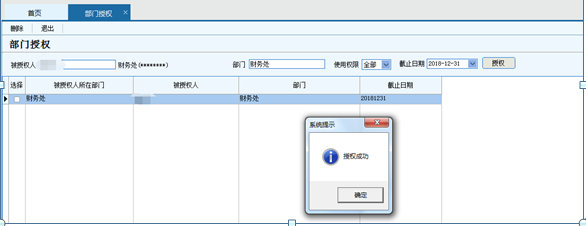 首页 部门授权 ×
删除 退出
部门授权
被授权人 财务处(********) 部门 财务处 使用权限 全部 截止日期 2018-12-31 授权
选择 被授权人所在部门 被授权人 部门 截止日期
财务处 财务处 20181231
系统提示
授权成功
确定